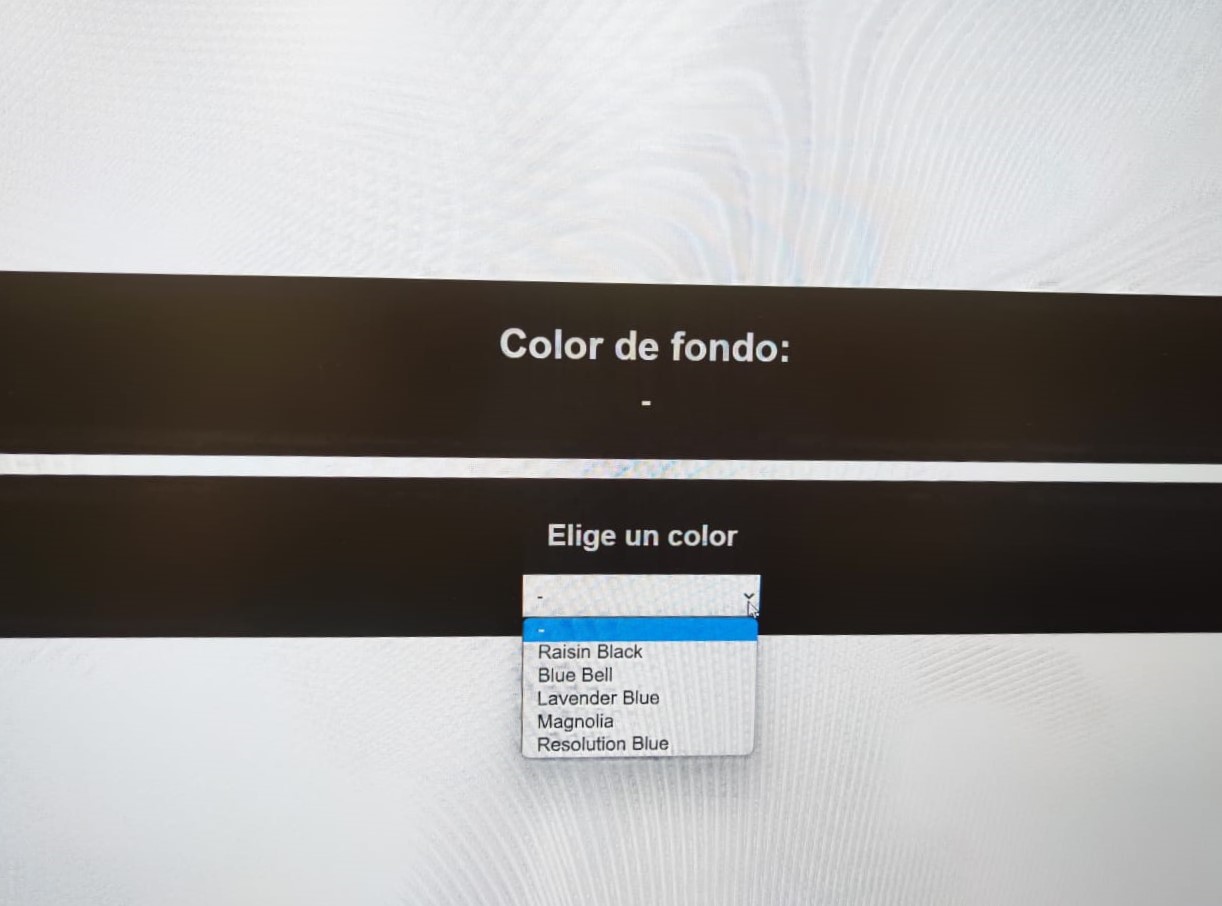 Color de fondo:
-
Elige un color
-
-
Raisin Black
Blue Bell
Lavender Blue
Magnolia
Resolution Blue